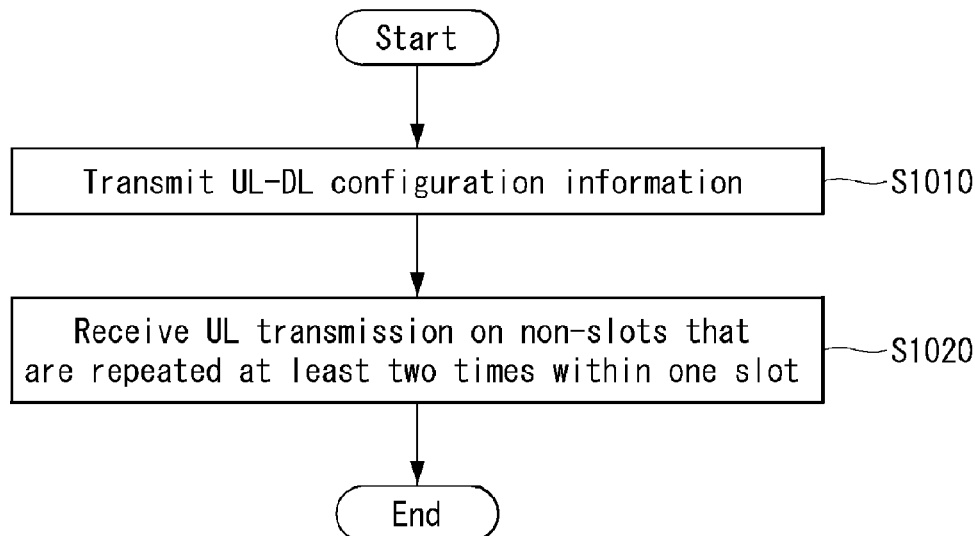 Start
Transmit UL-DL configuration information
S1010
Receive UL transmission on non-slots that
are repeated at least two times within one slot
S1020
End